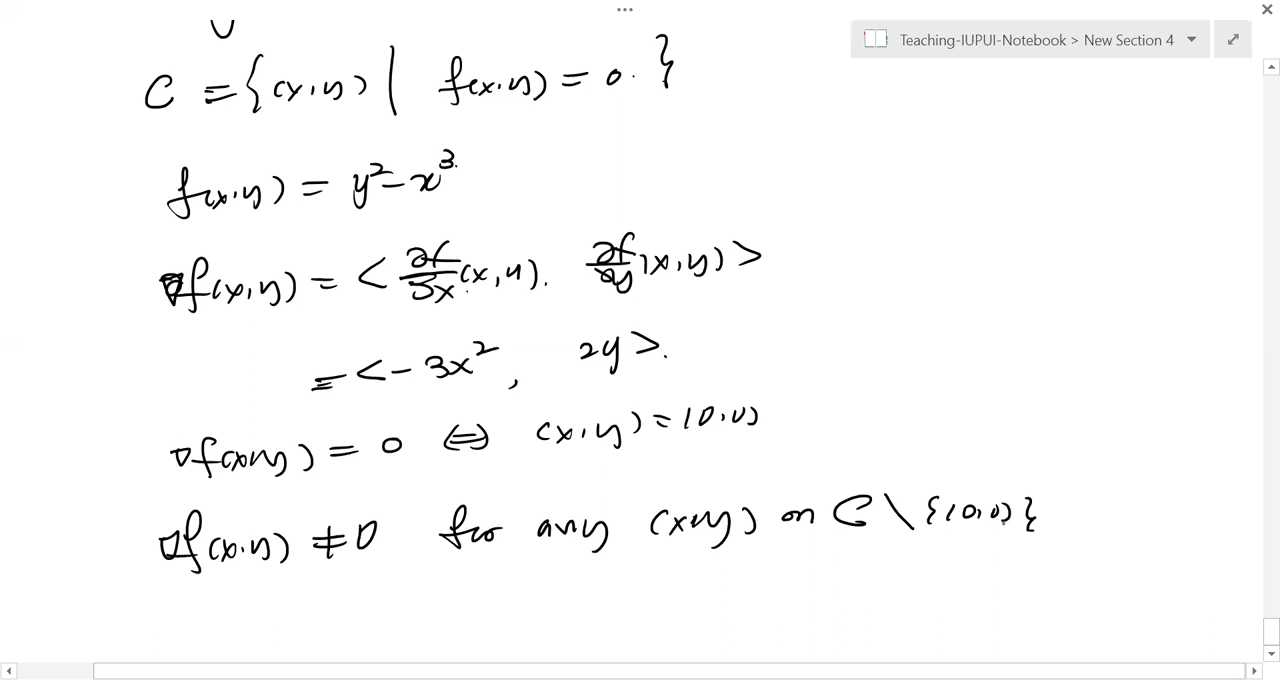 Teaching-IUPUI-Notebook > New Section 4
∪
C = {(x,y) | f(x,y) = 0. }
f(x,y) = y² - x³
∇f(x,y) = < ∂f/∂x (x,y), ∂f/∂y (x,y) >
= < -3x², 2y >.
∇f(x,y) = 0 ⇔ (x,y) = (0,0)
∇f(x,y) ≠ 0 for any (x,y) on C \ {(0,0)}